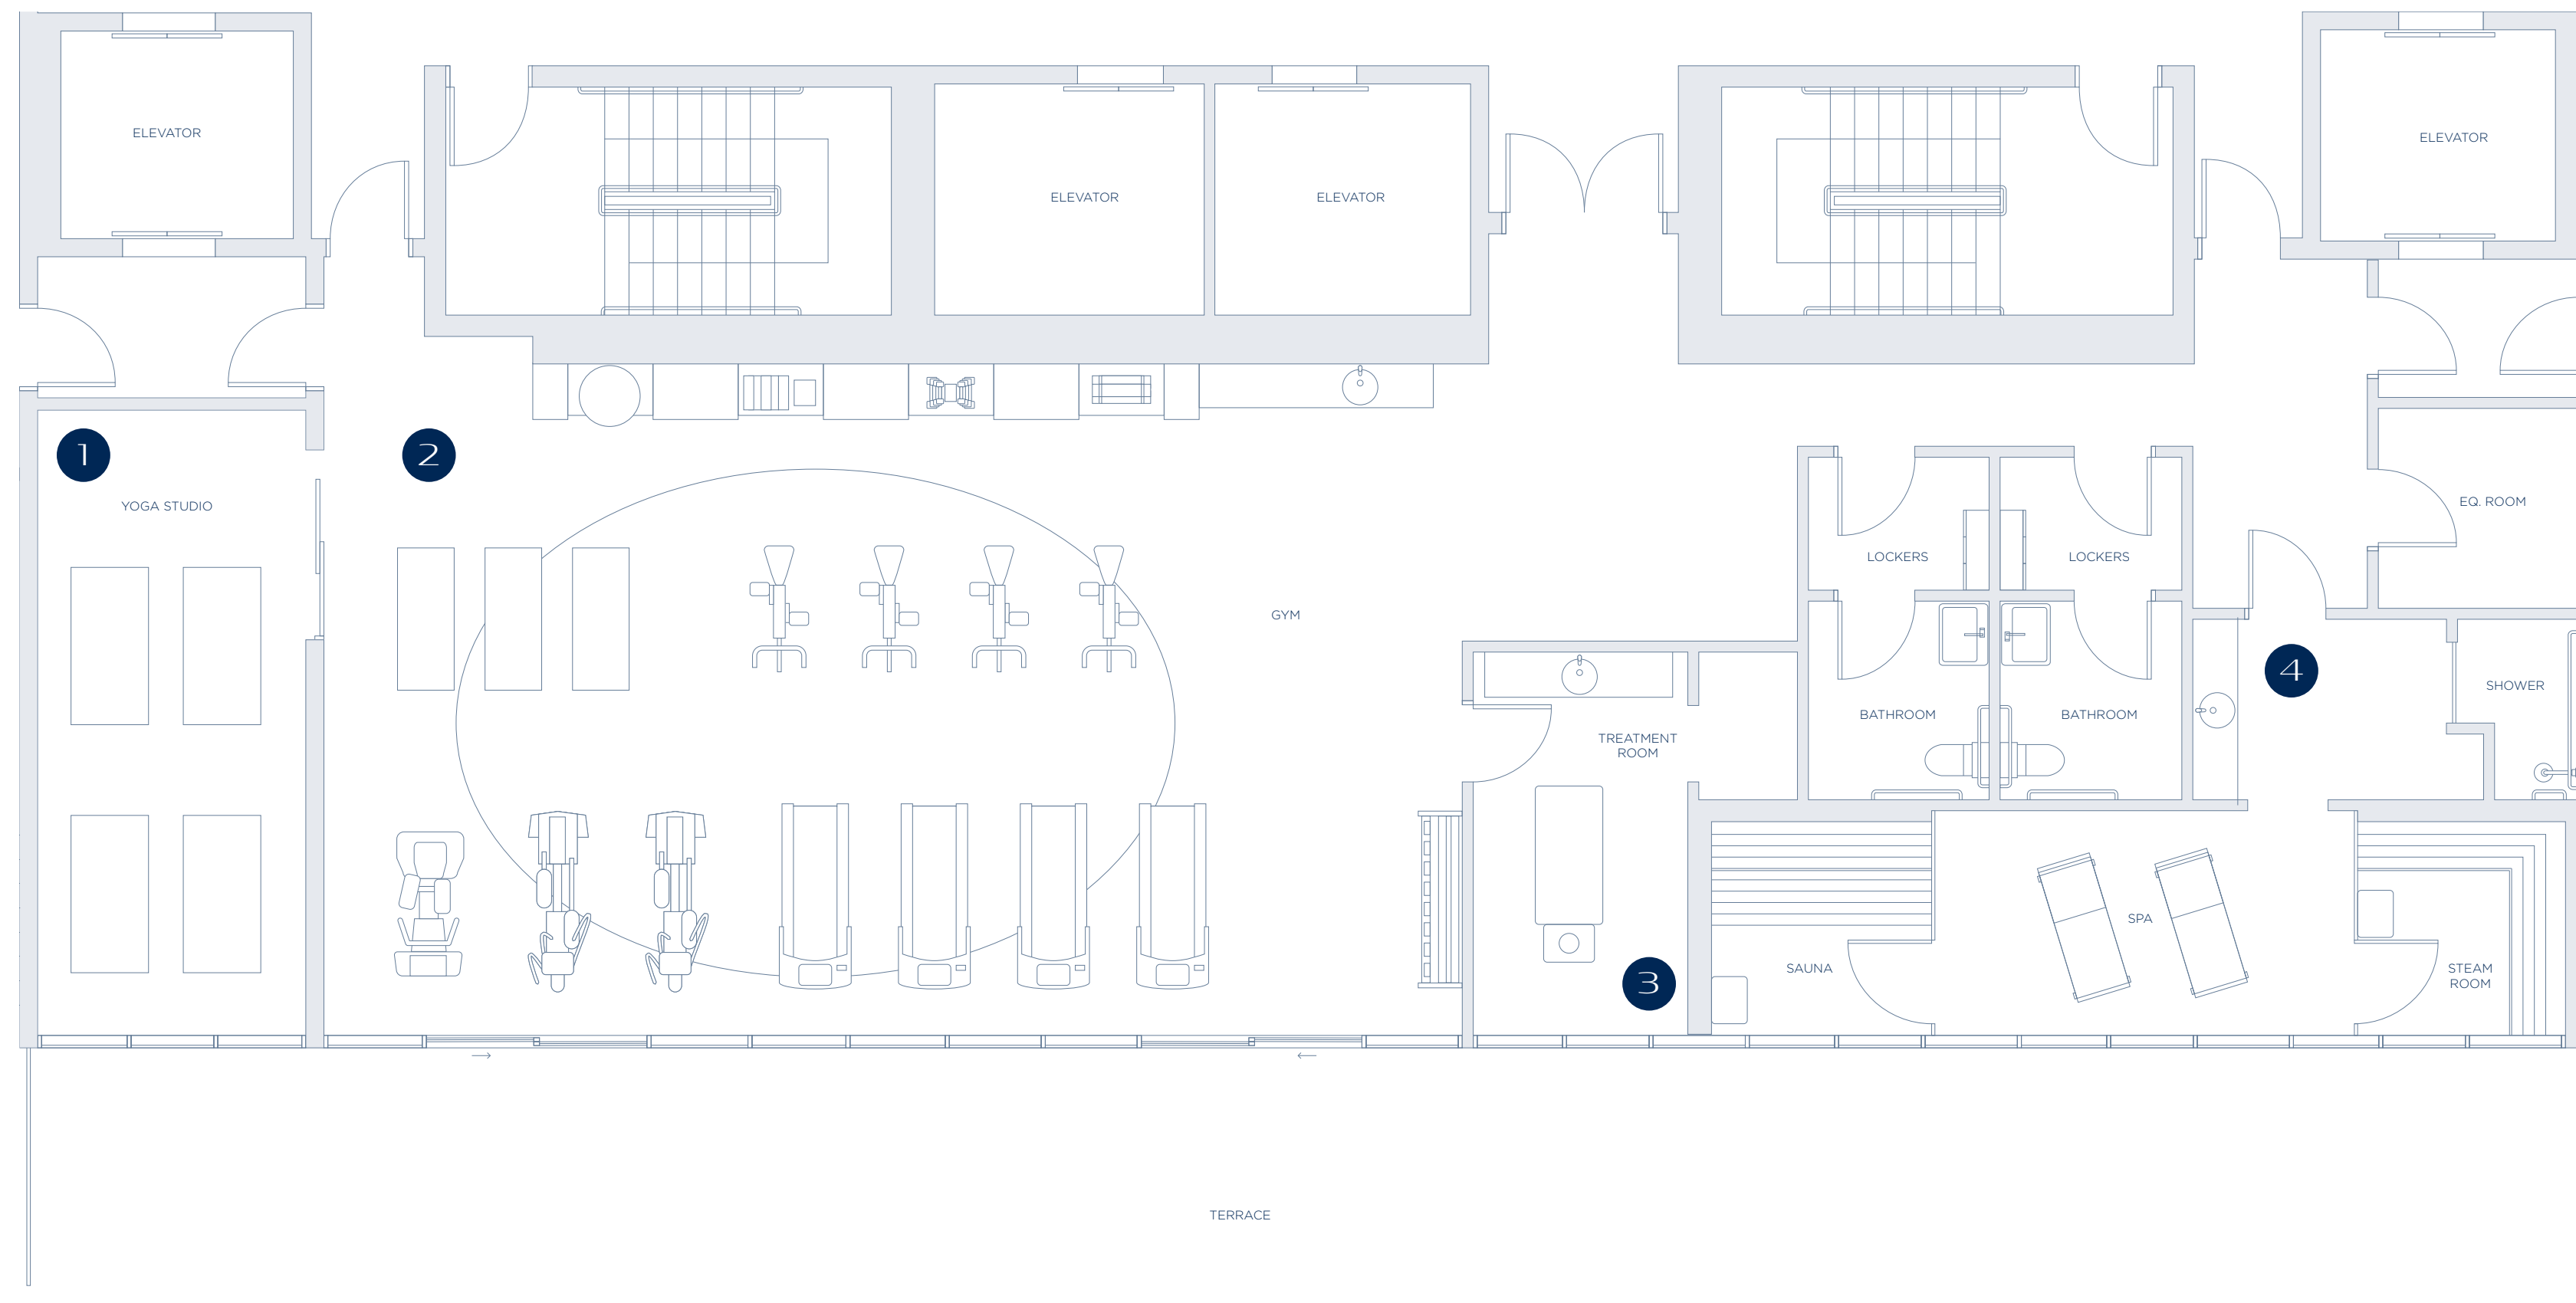 ELEVATOR
ELEVATOR
ELEVATOR
ELEVATOR
1
2
YOGA STUDIO
EQ. ROOM
LOCKERS
LOCKERS
GYM
4
SHOWER
BATHROOM
BATHROOM
TREATMENT
ROOM
SPA
3
SAUNA
STEAM
ROOM
TERRACE